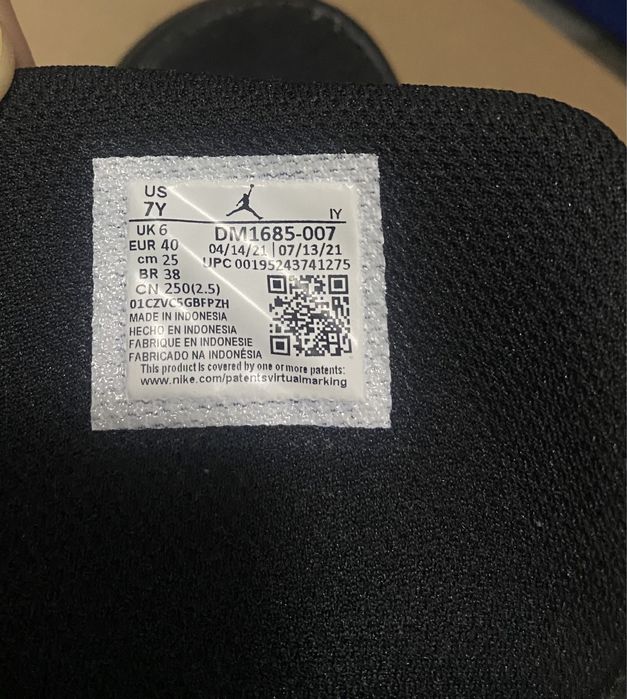 US
7Y
IY
UK 6
EUR 40
cm 25
BR 38
CN 250(2.5)
DM1685-007
04/14/21 | 07/13/21
UPC 00195243741275
01CZVC5GBFPZH
MADE IN INDONESIA
HECHO EN INDONESIA
FABRIQUE EN INDONESIE
FABRICADO NA INDONÉSIA
This product is covered by one or more patents:
www.nike.com/patentsvirtualmarking